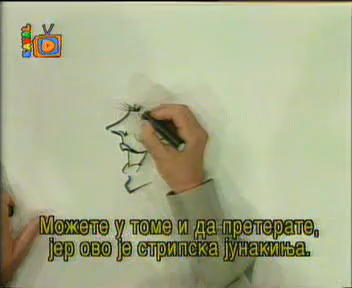 Можете у томе и да претерате,
јер ово је стрипска јунакиња.